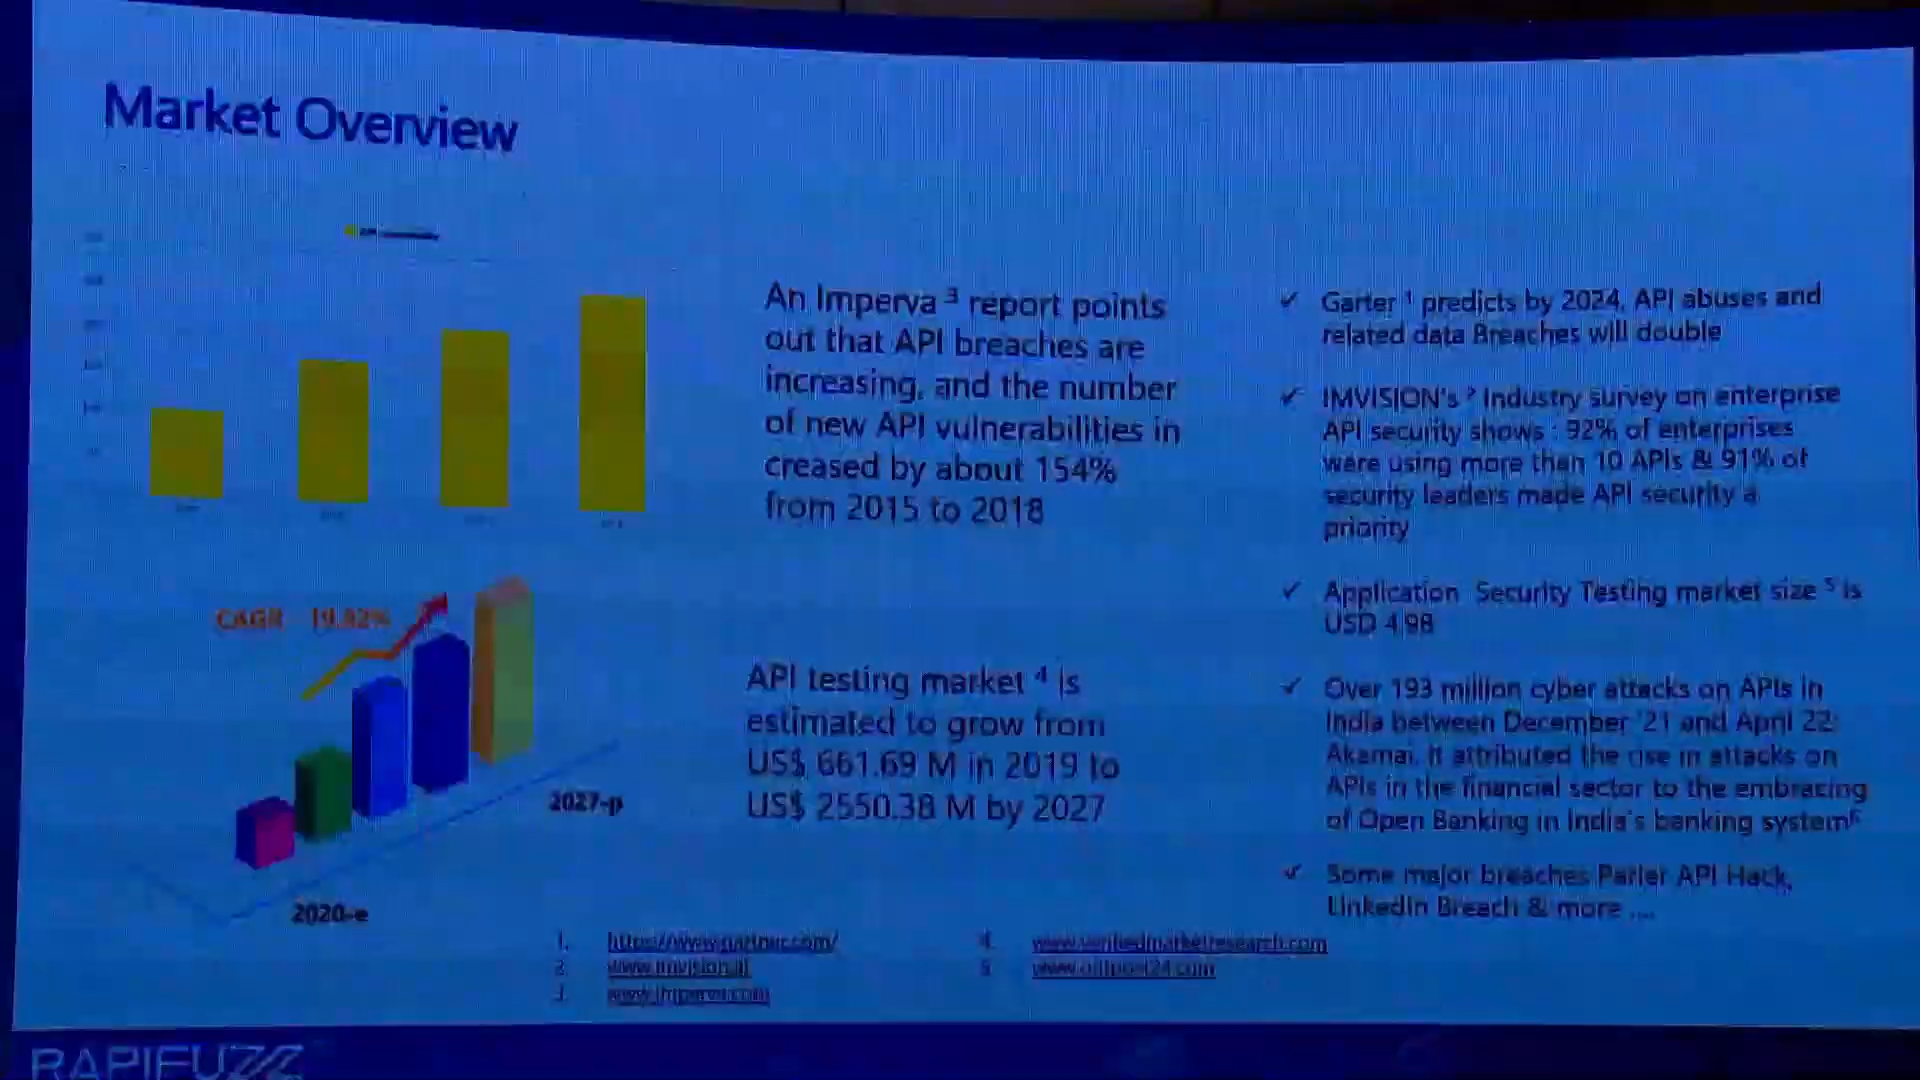 Market Overview
An Imperva ³ report points
out that API breaches are
increasing, and the number
of new API vulnerabilities in
creased by about 154%
from 2015 to 2018
CAGR - 19.82%
2027-p
2020-e
API testing market ⁴ is
estimated to grow from
US$ 661.69 M in 2019 to
US$ 2550.38 M by 2027
✓ Garter ¹ predicts by 2024, API abuses and
related data Breaches will double
✓ IMVISION's ² Industry survey on enterprise
API security shows : 92% of enterprises
were using more than 10 APIs & 91% of
security leaders made API security a
priority
✓ Application Security Testing market size ⁵ is
USD 4.98
✓ Over 193 million cyber attacks on APIs in
India between December '21 and April 22:
Akamai. It attributed the rise in attacks on
APIs in the financial sector to the embracing
of Open Banking in India's banking system⁶
✓ Some major breaches Parler API Hack,
LinkedIn Breach & more ....
1. https://www.gartner.com/
2. www.imvision.ai
3. www.imperva.com
4. www.verifiedmarketresearch.com
5. www.outpost24.com
RAPIFUZZ